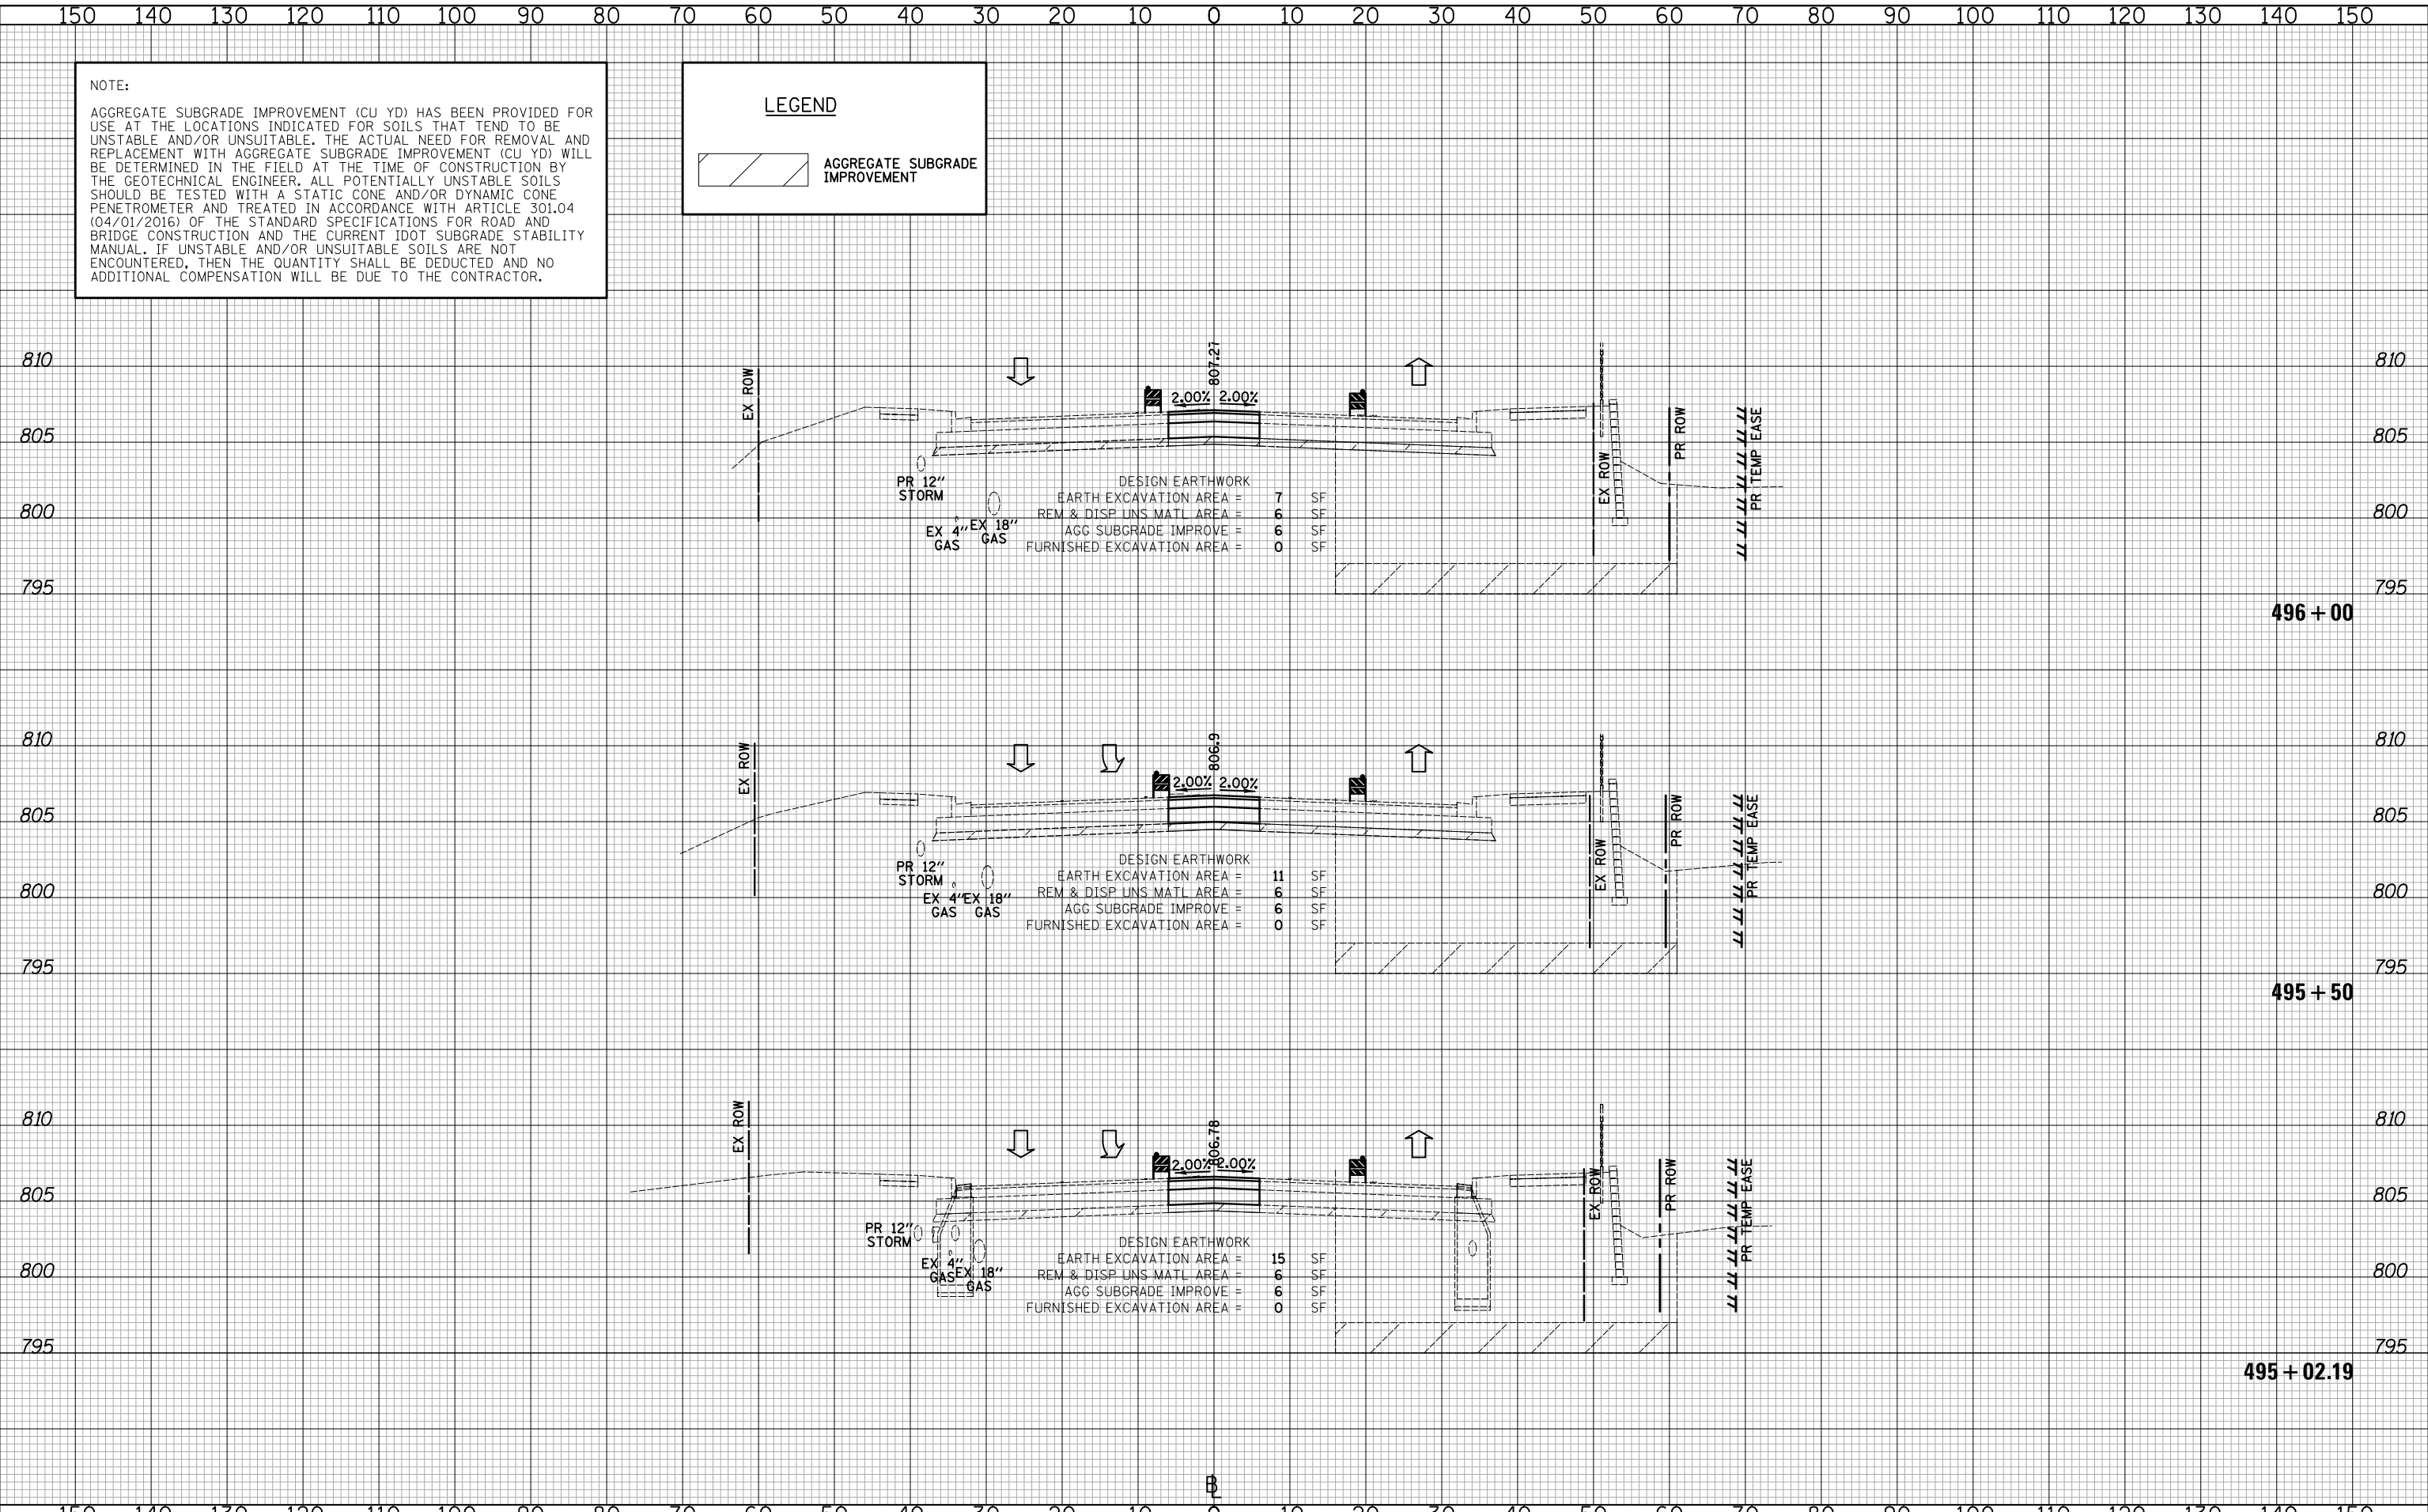 150 140 130 120 110 100 90 80 70 60 50 40 30 20 10 0 10 20 30 40 50 60 70 80 90 100 110 120 130 140 150
NOTE:
AGGREGATE SUBGRADE IMPROVEMENT (CU YD) HAS BEEN PROVIDED FOR
USE AT THE LOCATIONS INDICATED FOR SOILS THAT TEND TO BE
UNSTABLE AND/OR UNSUITABLE. THE ACTUAL NEED FOR REMOVAL AND
REPLACEMENT WITH AGGREGATE SUBGRADE IMPROVEMENT (CU YD) WILL
BE DETERMINED IN THE FIELD AT THE TIME OF CONSTRUCTION BY
THE GEOTECHNICAL ENGINEER. ALL POTENTIALLY UNSTABLE SOILS
SHOULD BE TESTED WITH A STATIC CONE AND/OR DYNAMIC CONE
PENETROMETER AND TREATED IN ACCORDANCE WITH ARTICLE 301.04
(04/01/2016) OF THE STANDARD SPECIFICATIONS FOR ROAD AND
BRIDGE CONSTRUCTION AND THE CURRENT IDOT SUBGRADE STABILITY
MANUAL. IF UNSTABLE AND/OR UNSUITABLE SOILS ARE NOT
ENCOUNTERED, THEN THE QUANTITY SHALL BE DEDUCTED AND NO
ADDITIONAL COMPENSATION WILL BE DUE TO THE CONTRACTOR.
LEGEND
AGGREGATE SUBGRADE
IMPROVEMENT
810 810
807.27
EX ROW
2.00% 2.00%
PR ROW
PR TEMP EASE
805 805
EX ROW
PR 12"
STORM
DESIGN EARTHWORK
EARTH EXCAVATION AREA = 7 SF
REM & DISP UNS MATL AREA = 6 SF
AGG SUBGRADE IMPROVE = 6 SF
FURNISHED EXCAVATION AREA = 0 SF
800 800
EX 4"
GAS
EX 18"
GAS
795 795
496+00
810 810
806.9
EX ROW
2.00% 2.00%
PR ROW
PR TEMP EASE
805 805
EX ROW
PR 12"
STORM
DESIGN EARTHWORK
EARTH EXCAVATION AREA = 11 SF
REM & DISP UNS MATL AREA = 6 SF
AGG SUBGRADE IMPROVE = 6 SF
FURNISHED EXCAVATION AREA = 0 SF
800 800
EX 4"
GAS
EX 18"
GAS
795 795
495+50
810 810
806.78
EX ROW
2.00% 2.00%
EX ROW
PR ROW
PR TEMP EASE
805 805
PR 12"
STORM
DESIGN EARTHWORK
EARTH EXCAVATION AREA = 15 SF
REM & DISP UNS MATL AREA = 6 SF
AGG SUBGRADE IMPROVE = 6 SF
FURNISHED EXCAVATION AREA = 0 SF
800 800
EX 4"
GAS
EX 18"
GAS
795 795
495+02.19
BL
150 140 130 120 110 100 90 80 70 60 50 40 30 20 10 0 10 20 30 40 50 60 70 80 90 100 110 120 130 140 150